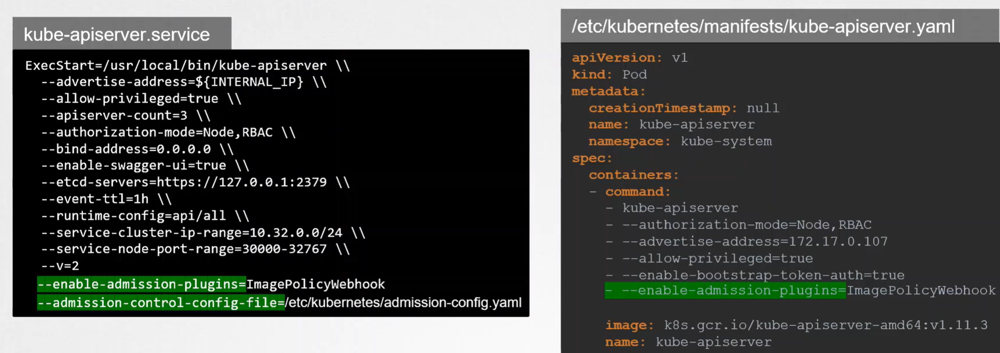 kube-apiserver.service
ExecStart=/usr/local/bin/kube-apiserver \\
  --advertise-address=${INTERNAL_IP} \\
  --allow-privileged=true \\
  --apiserver-count=3 \\
  --authorization-mode=Node,RBAC \\
  --bind-address=0.0.0.0 \\
  --enable-swagger-ui=true \\
  --etcd-servers=https://127.0.0.1:2379 \\
  --event-ttl=1h \\
  --runtime-config=api/all \\
  --service-cluster-ip-range=10.32.0.0/24 \\
  --service-node-port-range=30000-32767 \\
  --v=2
  --enable-admission-plugins=ImagePolicyWebhook
  --admission-control-config-file=/etc/kubernetes/admission-config.yaml
/etc/kubernetes/manifests/kube-apiserver.yaml
apiVersion: v1
kind: Pod
metadata:
  creationTimestamp: null
  name: kube-apiserver
  namespace: kube-system
spec:
  containers:
  - command:
    - kube-apiserver
    - --authorization-mode=Node,RBAC
    - --advertise-address=172.17.0.107
    - --allow-privileged=true
    - --enable-bootstrap-token-auth=true
    - --enable-admission-plugins=ImagePolicyWebhook
    image: k8s.gcr.io/kube-apiserver-amd64:v1.11.3
    name: kube-apiserver